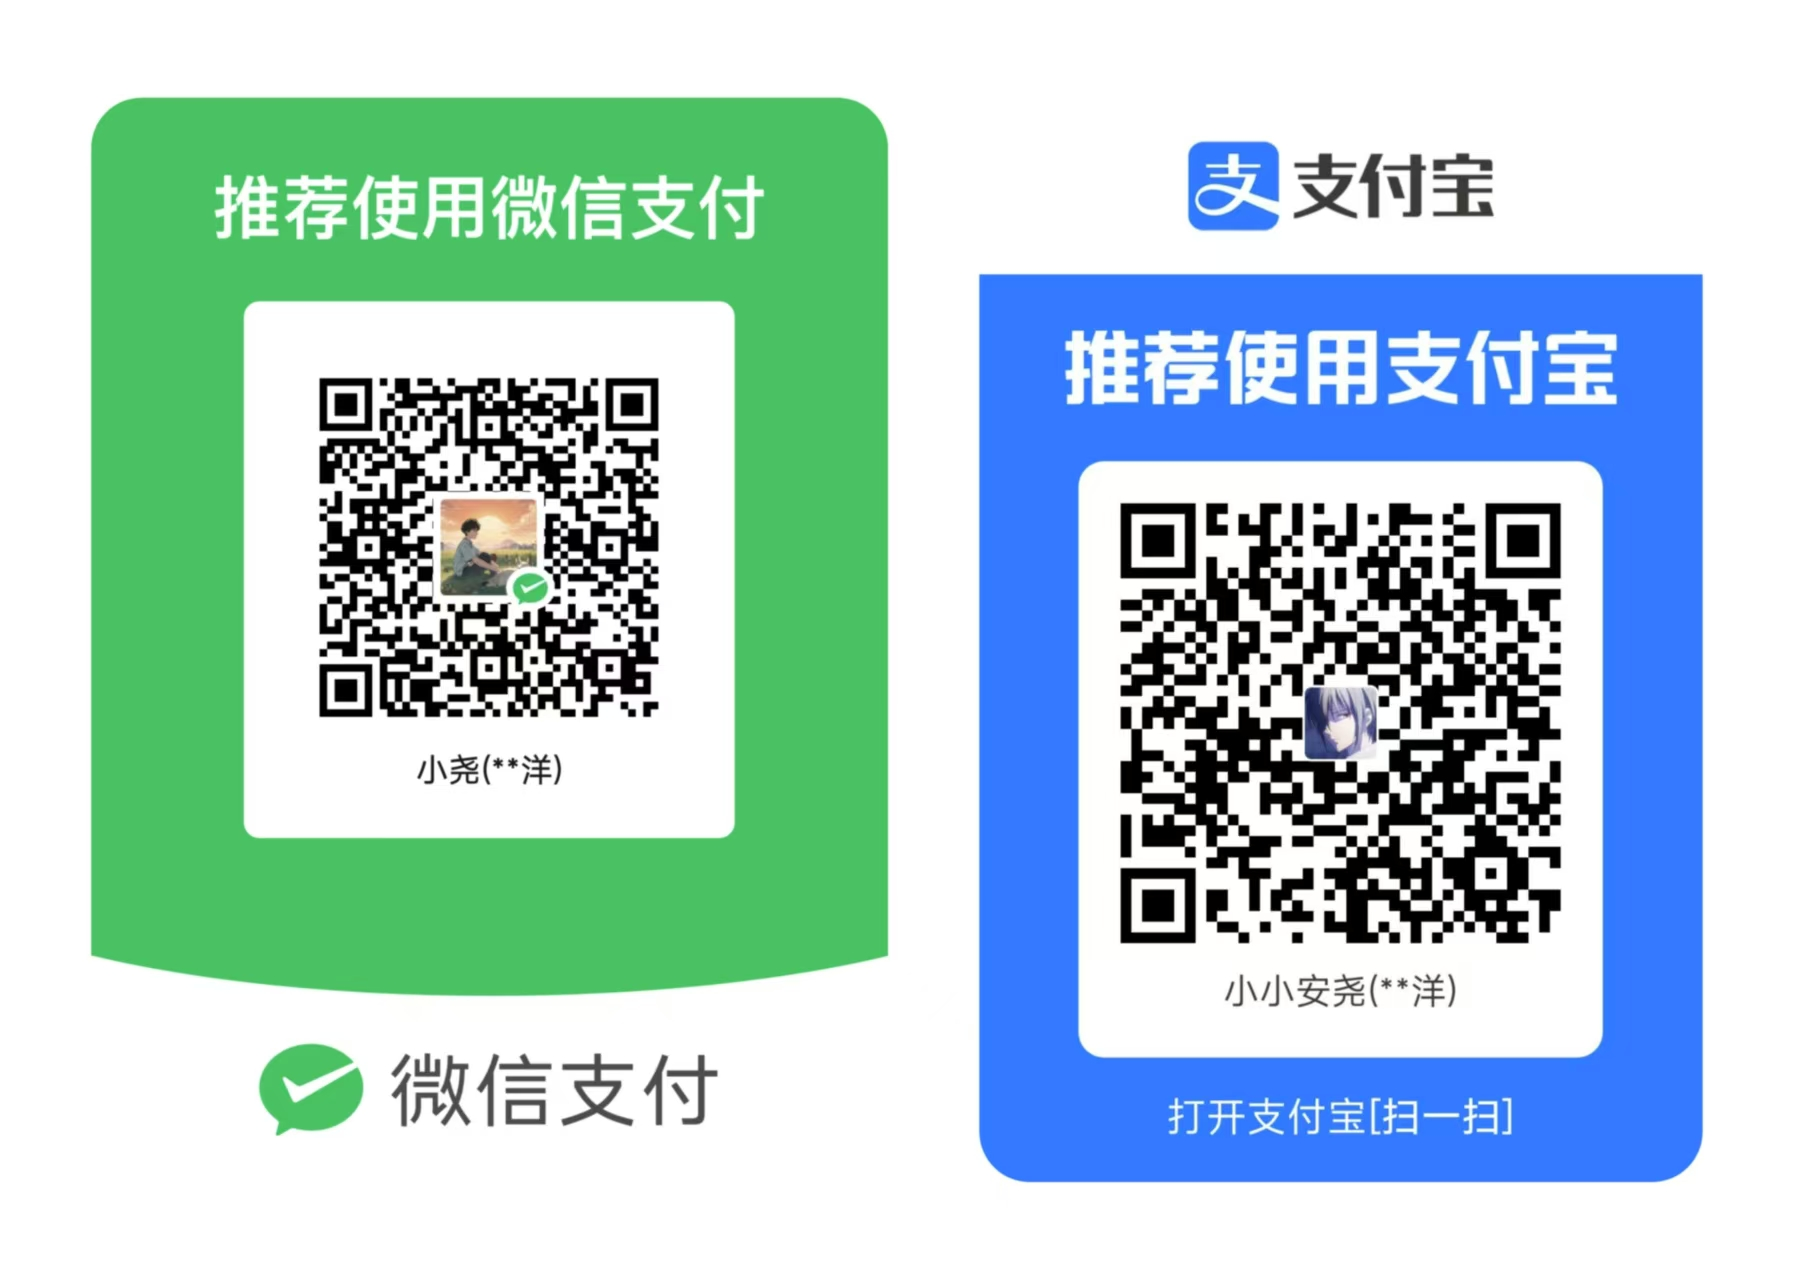 推荐使用微信支付
小尧(**洋)
微信支付
支 支付宝
推荐使用支付宝
小小安尧(**洋)
打开支付宝[扫一扫]